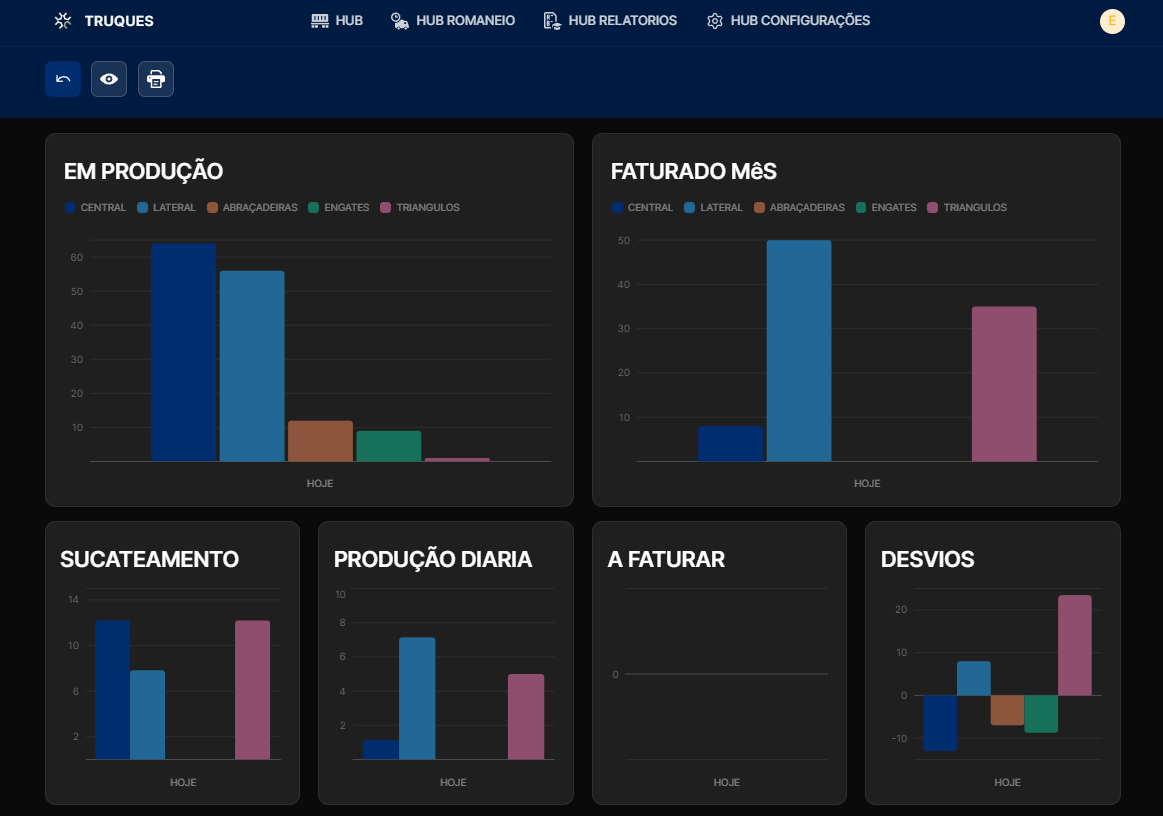 TRUQUES HUB HUB ROMANEIO HUB RELATORIOS HUB CONFIGURAÇÕES E
EM PRODUÇÃO
CENTRAL LATERAL ABRAÇADEIRAS ENGATES TRIANGULOS
60
50
40
30
20
10
HOJE
FATURADO MêS
CENTRAL LATERAL ABRAÇADEIRAS ENGATES TRIANGULOS
50
40
30
20
10
HOJE
SUCATEAMENTO
14
10
6
2
HOJE
PRODUÇÃO DIARIA
10
8
6
4
2
HOJE
A FATURAR
0
HOJE
DESVIOS
20
10
0
-10
HOJE